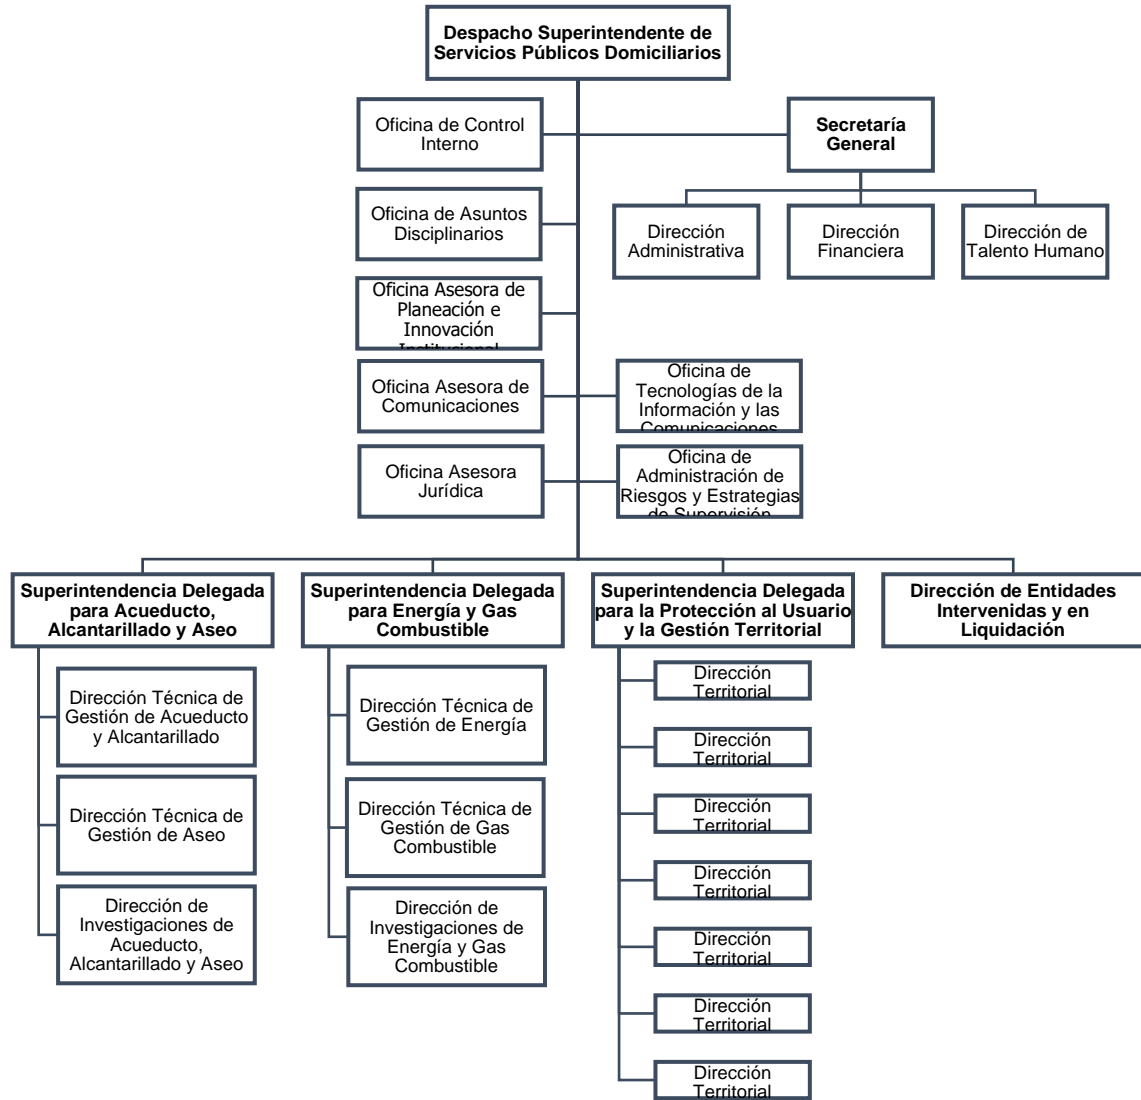 Despacho Superintendente de
Servicios Públicos Domiciliarios
Oficina de Control
Interno
Secretaría
General
Oficina de Asuntos
Disciplinarios
Dirección
Administrativa
Dirección
Financiera
Dirección de
Talento Humano
Oficina Asesora de
Planeación e
Innovación
Institucional
Oficina Asesora de
Comunicaciones
Oficina de
Tecnologías de la
Información y las
Comunicaciones
Oficina Asesora
Jurídica
Oficina de
Administración de
Riesgos y Estrategias
de Supervisión
Superintendencia Delegada
para Acueducto,
Alcantarillado y Aseo
Superintendencia Delegada
para Energía y Gas
Combustible
Superintendencia Delegada
para la Protección al Usuario
y la Gestión Territorial
Dirección de Entidades
Intervenidas y en
Liquidación
Dirección Técnica de
Gestión de Acueducto
y Alcantarillado
Dirección Técnica de
Gestión de Aseo
Dirección de
Investigaciones de
Acueducto,
Alcantarillado y Aseo
Dirección Técnica de
Gestión de Energía
Dirección Técnica de
Gestión de Gas
Combustible
Dirección de
Investigaciones de
Energía y Gas
Combustible
Dirección
Territorial
Dirección
Territorial
Dirección
Territorial
Dirección
Territorial
Dirección
Territorial
Dirección
Territorial
Dirección
Territorial